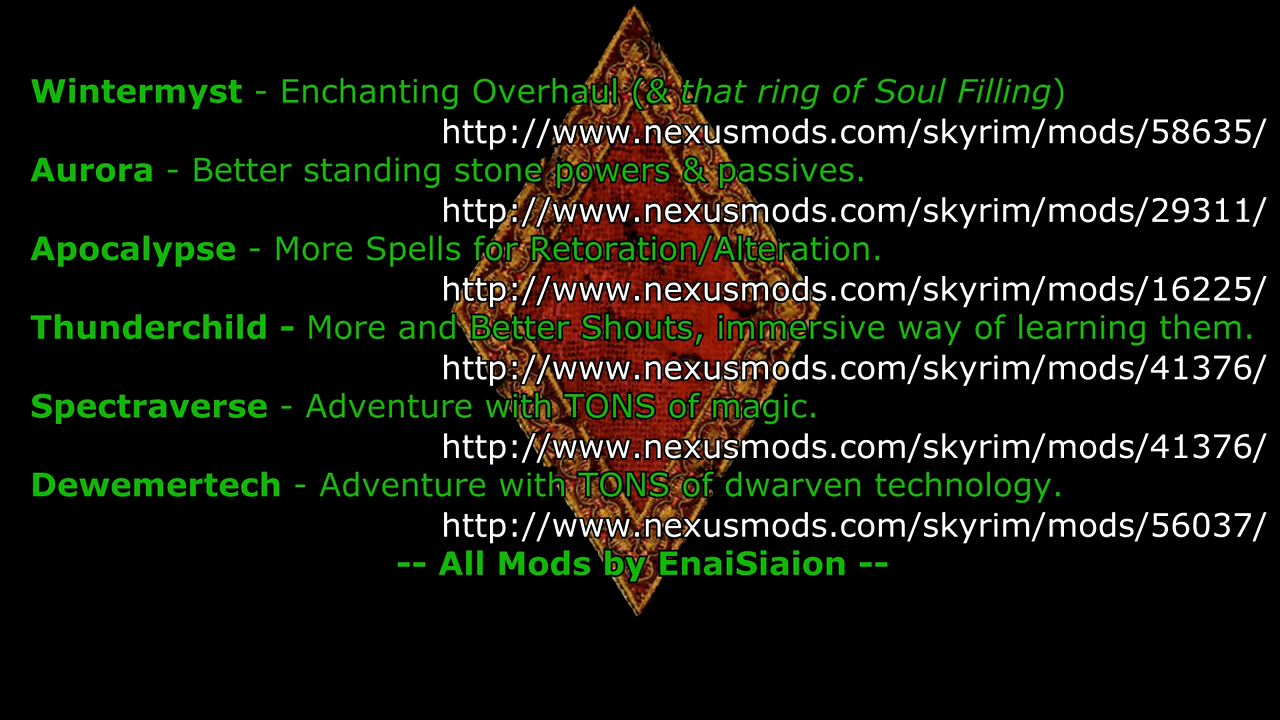 Wintermyst - Enchanting Overhaul (& that ring of Soul Filling)
http://www.nexusmods.com/skyrim/mods/58635/
Aurora - Better standing stone powers & passives.
http://www.nexusmods.com/skyrim/mods/29311/
Apocalypse - More Spells for Retoration/Alteration.
http://www.nexusmods.com/skyrim/mods/16225/
Thunderchild - More and Better Shouts, immersive way of learning them.
http://www.nexusmods.com/skyrim/mods/41376/
Spectraverse - Adventure with TONS of magic.
http://www.nexusmods.com/skyrim/mods/41376/
Dewemertech - Adventure with TONS of dwarven technology.
http://www.nexusmods.com/skyrim/mods/56037/
-- All Mods by EnaiSiaion --